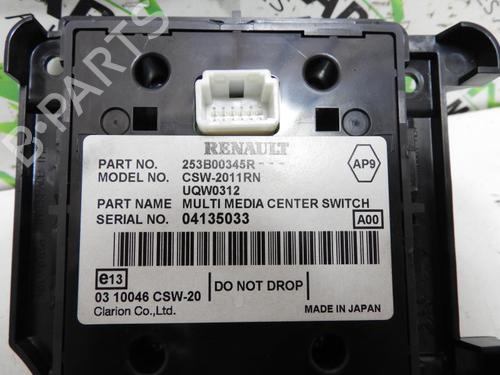 B-PARTS
RENAULT
PART NO. 253B00345R---
AP9
MODEL NO. CSW-2011RN
UQW0312
PART NAME MULTI MEDIA CENTER SWITCH
SERIAL NO. 04135033
A00
e13
DO NOT DROP
03 10046 CSW-20
Clarion Co.,Ltd.
MADE IN JAPAN